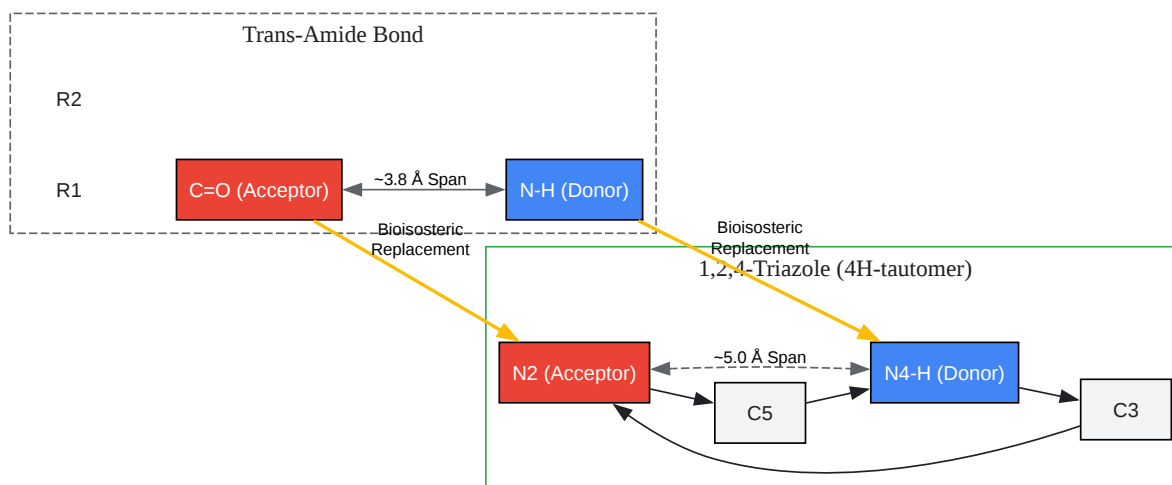 Trans-Amide Bond
R2
R1
C=O (Acceptor)
~3.8 Å Span
N-H (Donor)
Bioisosteric
Replacement
Bioisosteric
Replacement
1,2,4-Triazole (4H-tautomer)
N2 (Acceptor)
~5.0 Å Span
N4-H (Donor)
C5
C3